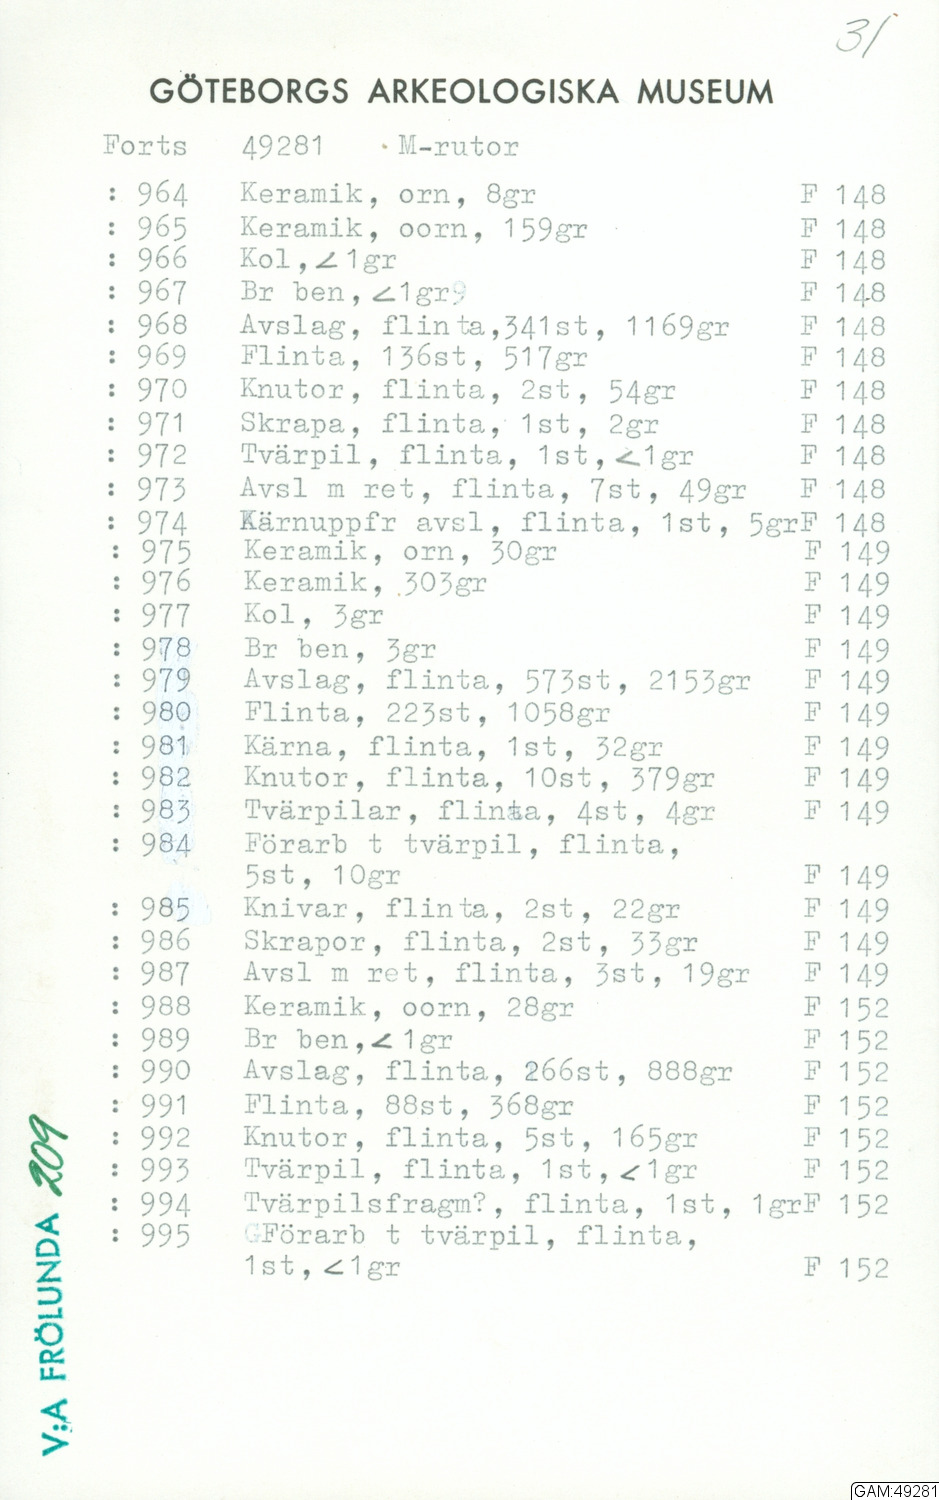 31
GÖTEBORGS ARKEOLOGISKA MUSEUM
Forts 49281 M-rutor
: 964 Keramik, orn, 8gr F 148
: 965 Keramik, oorn, 159gr F 148
: 966 Kol,<1gr F 148
: 967 Br ben,<1gr F 148
: 968 Avslag, flinta,341st, 1169gr F 148
: 969 Flinta, 136st, 517gr F 148
: 970 Knutor, flinta, 2st, 54gr F 148
: 971 Skrapa, flinta, 1st, 2gr F 148
: 972 Tvärpil, flinta, 1st,<1gr F 148
: 973 Avsl m ret, flinta, 7st, 49gr F 148
: 974 Kärnuppfr avsl, flinta, 1st, 5grF 148
: 975 Keramik, orn, 30gr F 149
: 976 Keramik, 303gr F 149
: 977 Kol, 3gr F 149
: 978 Br ben, 3gr F 149
: 979 Avslag, flinta, 573st, 2153gr F 149
: 980 Flinta, 223st, 1058gr F 149
: 981 Kärna, flinta, 1st, 32gr F 149
: 982 Knutor, flinta, 10st, 379gr F 149
: 983 Tvärpilar, flinta, 4st, 4gr F 149
: 984 Förarb t tvärpil, flinta,
5st, 10gr F 149
: 985 Knivar, flinta, 2st, 22gr F 149
: 986 Skrapor, flinta, 2st, 33gr F 149
: 987 Avsl m ret, flinta, 3st, 19gr F 149
: 988 Keramik, oorn, 28gr F 152
: 989 Br ben,<1gr F 152
: 990 Avslag, flinta, 266st, 888gr F 152
: 991 Flinta, 88st, 368gr F 152
: 992 Knutor, flinta, 5st, 165gr F 152
: 993 Tvärpil, flinta, 1st,<1gr F 152
: 994 Tvärpilsfragm?, flinta, 1st, 1grF 152
: 995 Förarb t tvärpil, flinta,
1st,<1gr F 152
V:A FRÖLUNDA 209
GAM:49281